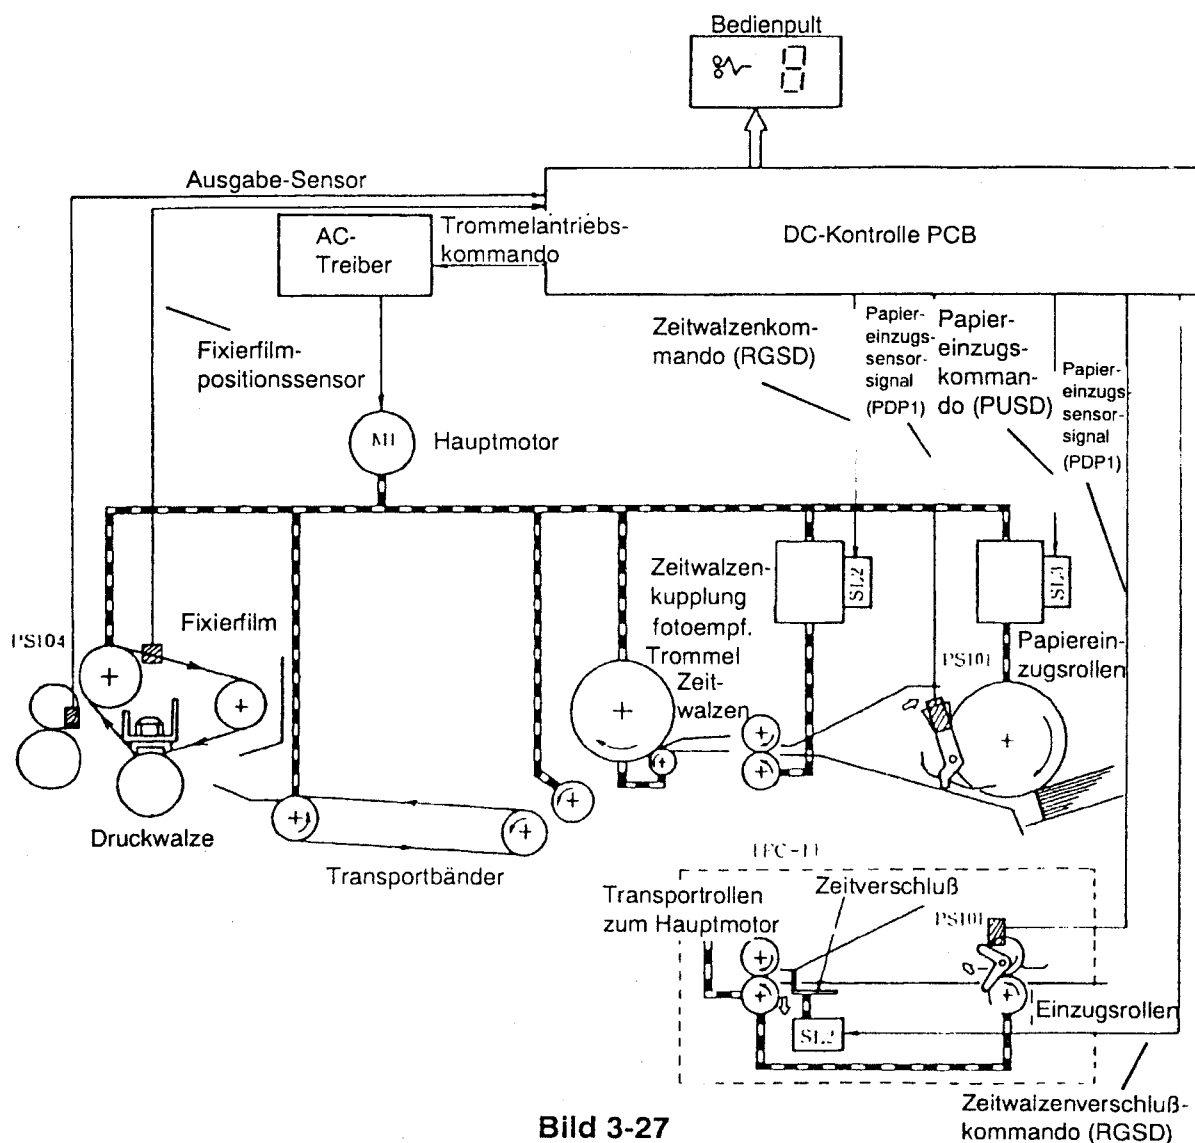 Bedienpult
Ausgabe-Sensor
AC-
Treiber
Trommelantriebs-
kommando
DC-Kontrolle PCB
Fixierfilm-
positionssensor
Zeitwalzenkom-
mando (RGSD)
Papier-
einzugs-
sensor-
signal
(PDP1)
Papier-
einzugs-
komman-
do (PUSD)
Papier-
einzugs-
sensor-
signal
(PDP1)
M1
Hauptmotor
Zeitwalzen-
kupplung
fotoempf.
Trommel
SL2
SL3
Fixierfilm
PS104
Zeit-
walzen
PS101
Papierein-
zugsrollen
Druckwalze
Transportbänder
Transportrollen
zum Hauptmotor
Zeitverschluß
PS101
SL2
Einzugsrollen
Zeitwalzenverschluß-
kommando (RGSD)
Bild 3-27